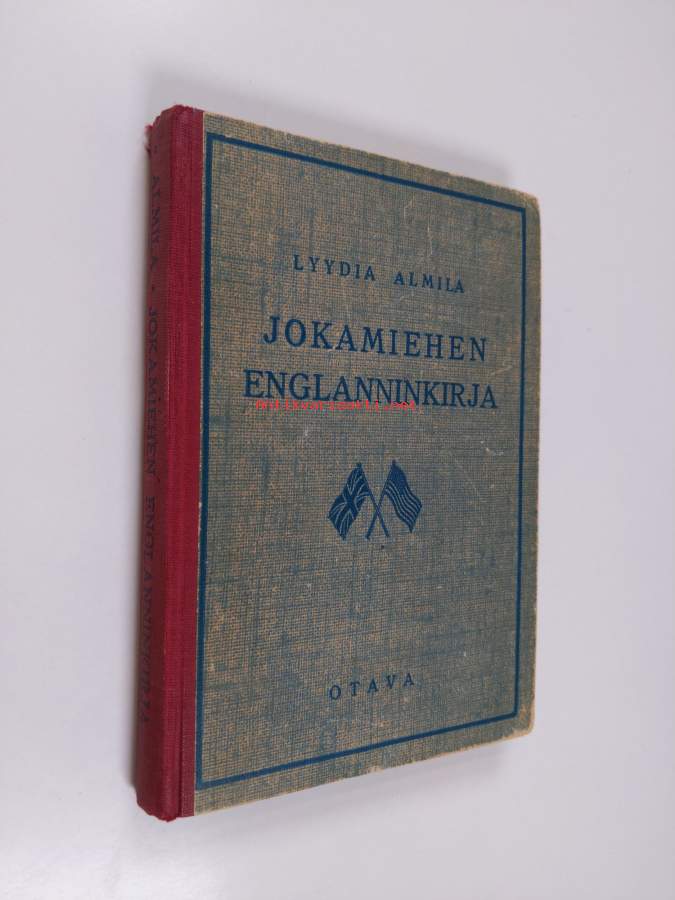 LYYDIA ALMILA
JOKAMIEHEN
ENGLANNINKIRJA
OTAVA
ALMILA • JOKAMIEHEN ENGLANNINKIRJA